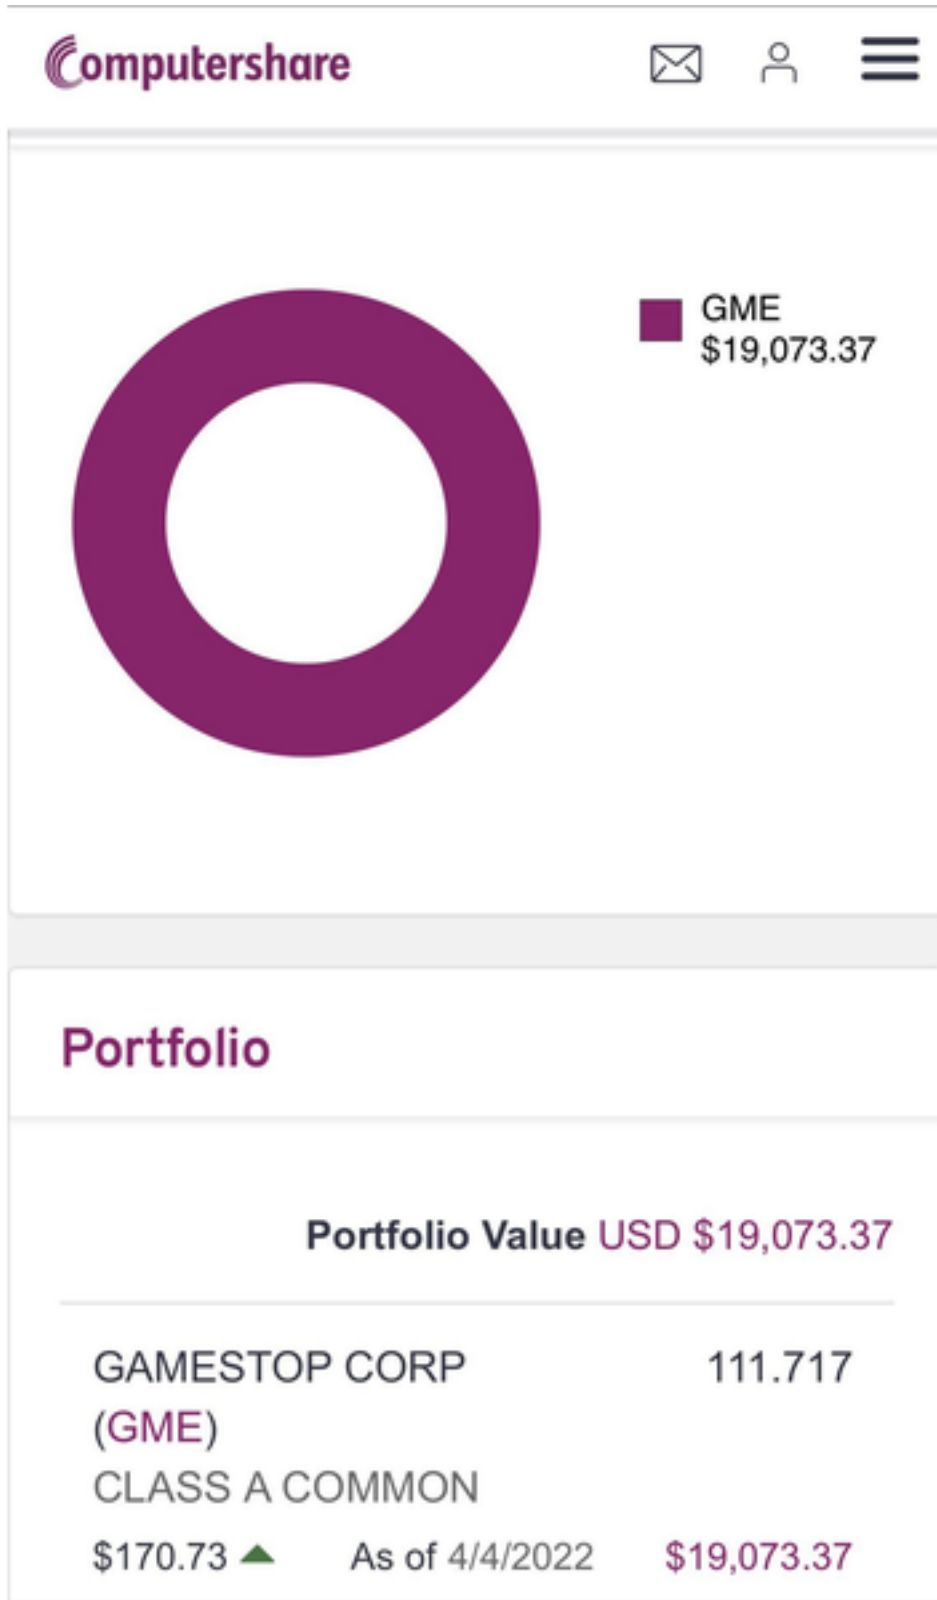 Computershare
GME
$19,073.37
Portfolio
Portfolio Value USD $19,073.37
GAMESTOP CORP 111.717
(GME)
CLASS A COMMON
$170.73 As of 4/4/2022 $19,073.37